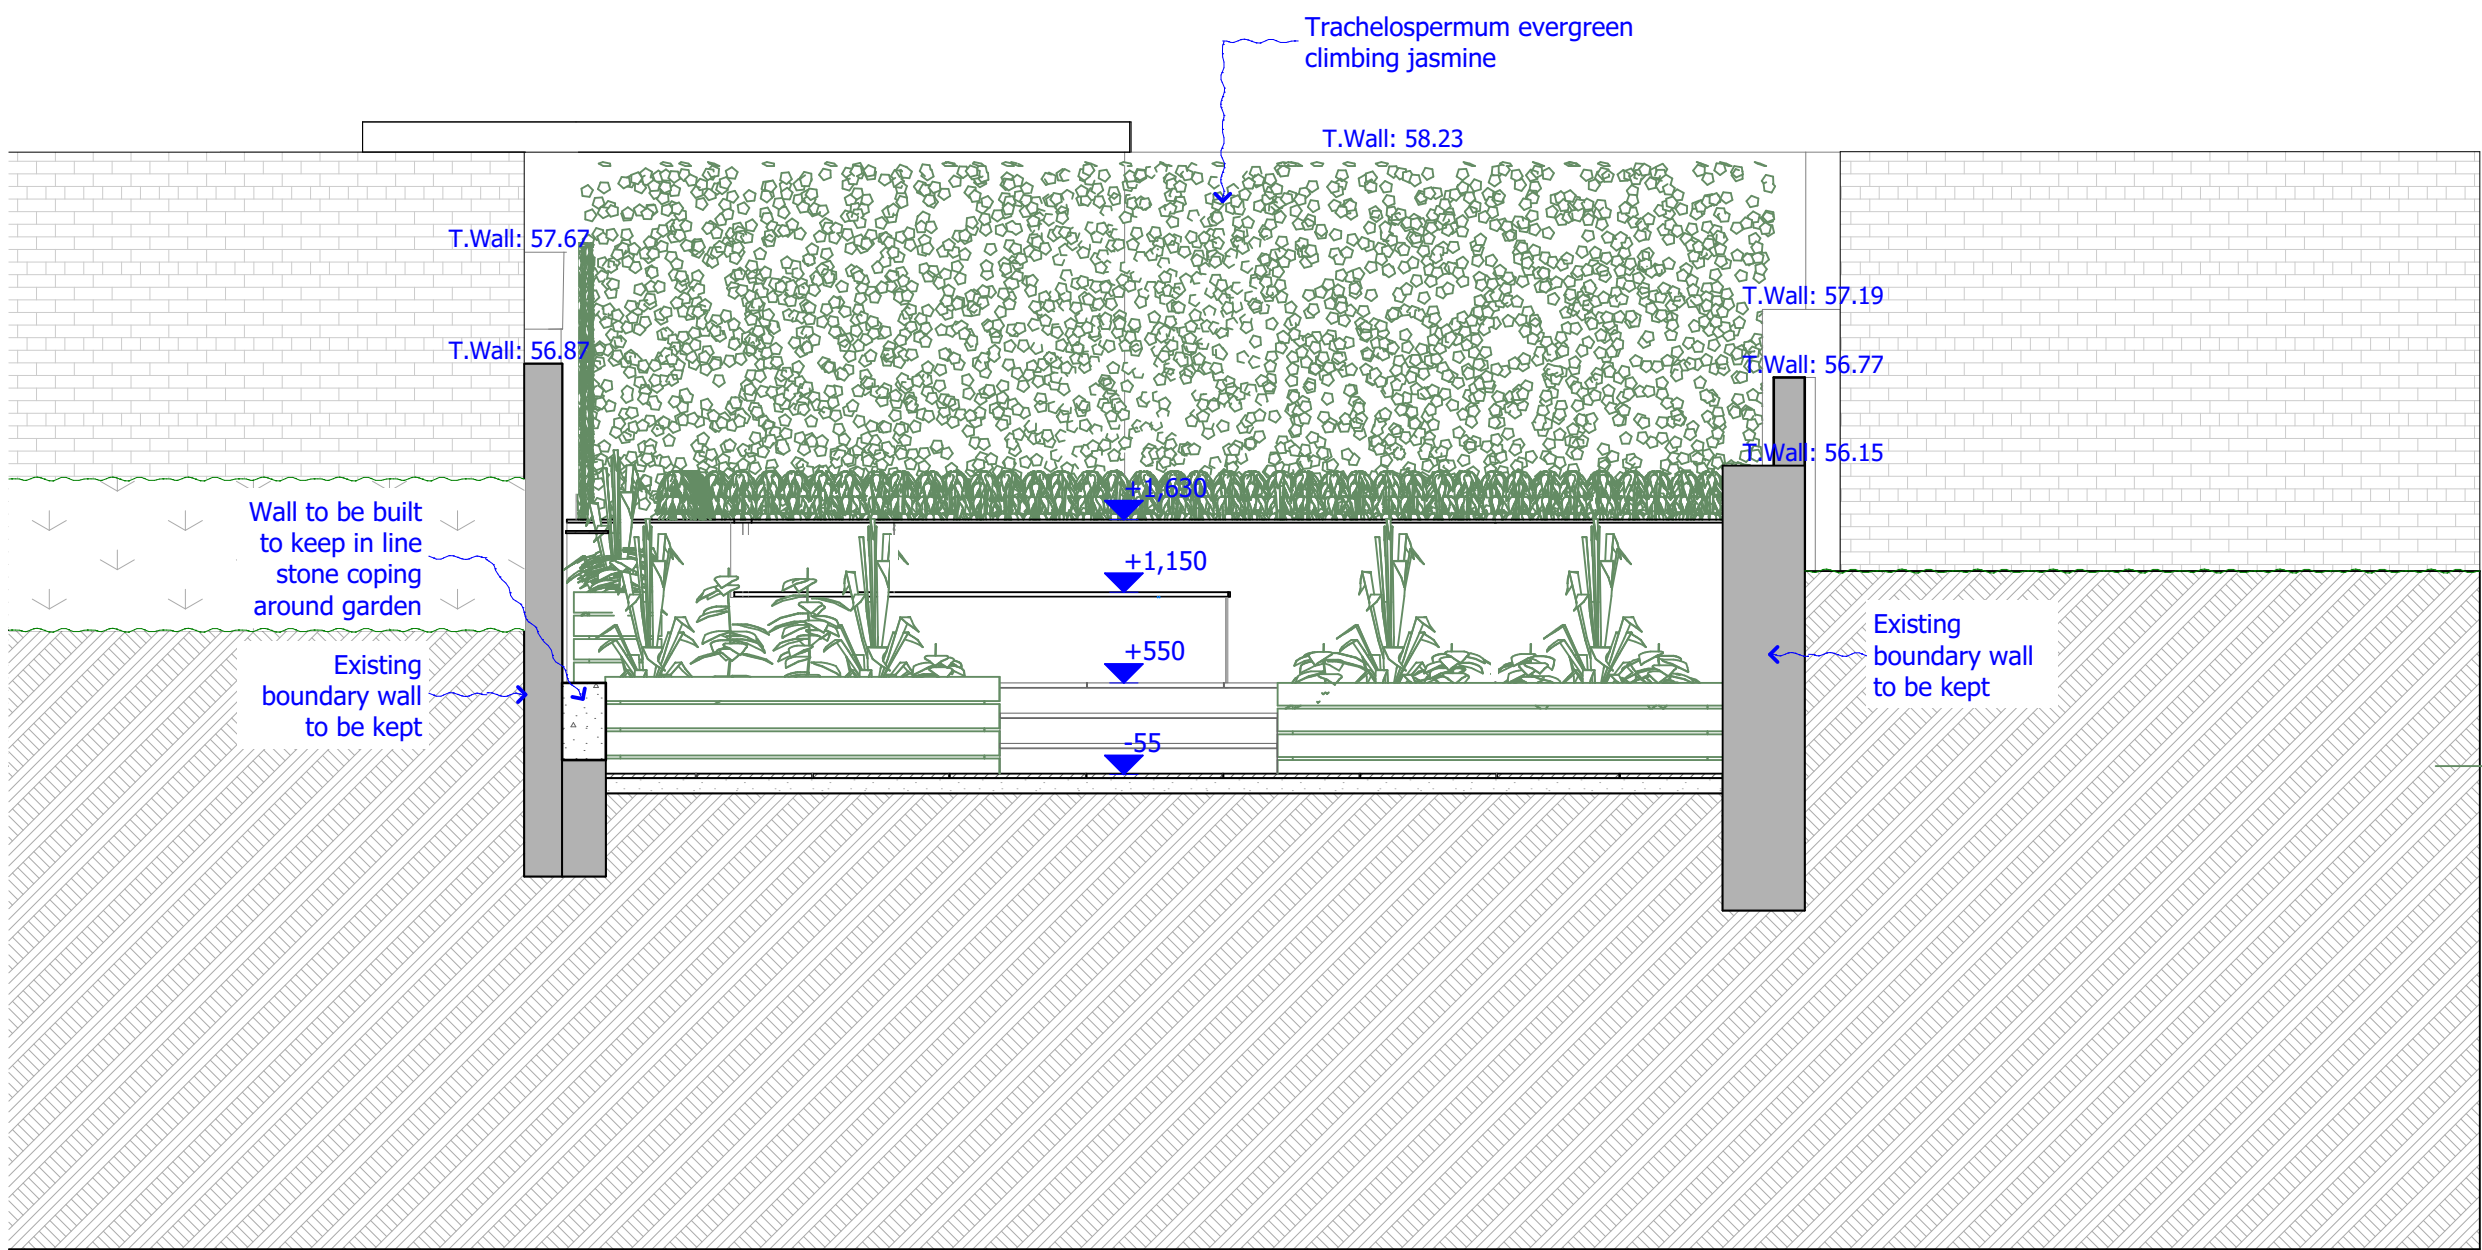 Trachelospermum evergreen
climbing jasmine
T.Wall: 58.23
T.Wall: 57.67
T.Wall: 57.19
T.Wall: 56.87
T.Wall: 56.77
T.Wall: 56.15
+1,630
Wall to be built
to keep in line
stone coping
around garden
+1,150
Existing
boundary wall
to be kept
+550
Existing
boundary wall
to be kept
-55